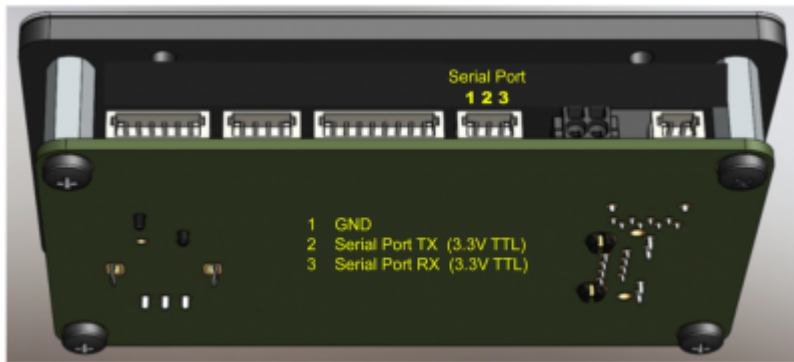 Serial Port
1 2 3
1 GND
2 Serial Port TX (3.3V TTL)
3 Serial Port RX (3.3V TTL)